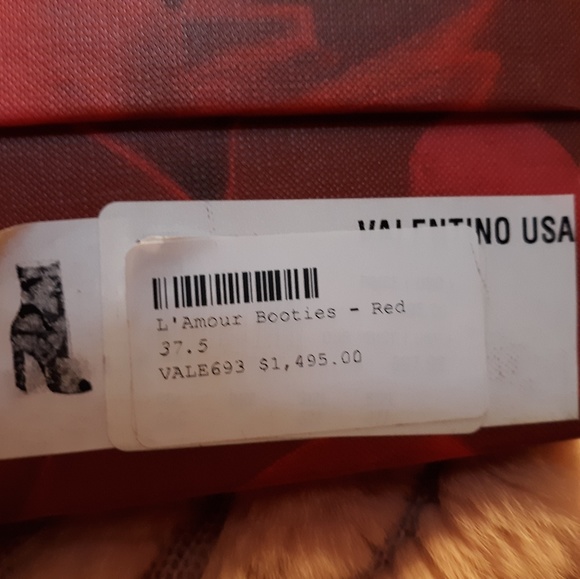 VALENTINO USA
L'Amour Booties - Red
37.5
VALE693 $1,495.00